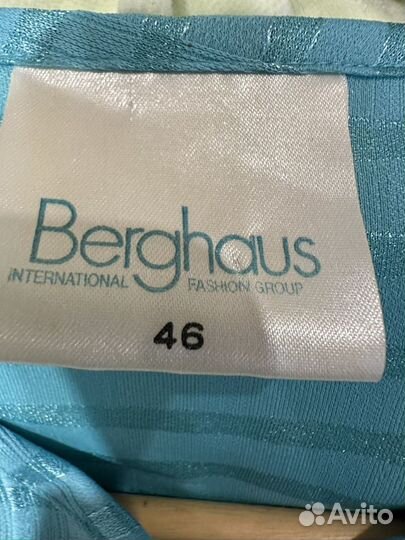 Berghaus
INTERNATIONAL FASHION GROUP
46
Avito